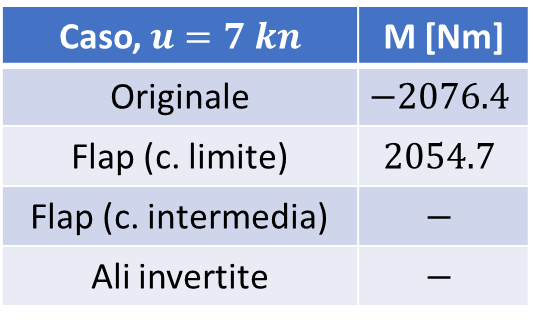 Caso, u = 7 kn M [Nm]
Originale −2076.4
Flap (c. limite) 2054.7
Flap (c. intermedia) −
Ali invertite −